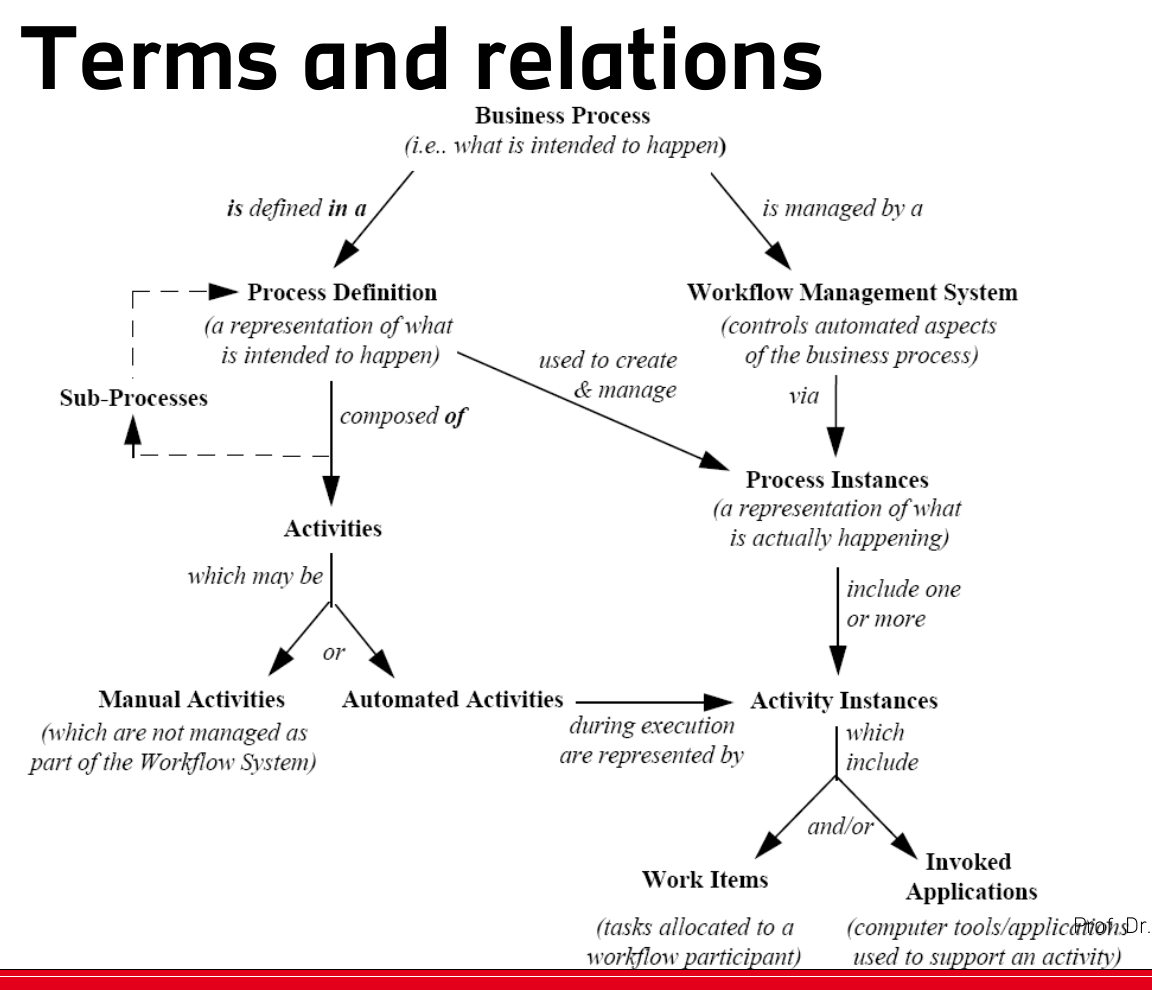 Terms and relations
Business Process
(i.e.. what is intended to happen)
is defined in a
is managed by a
Process Definition
(a representation of what
is intended to happen)
Workflow Management System
(controls automated aspects
of the business process)
used to create
& manage
via
Sub-Processes
composed of
Process Instances
(a representation of what
is actually happening)
Activities
which may be
include one
or more
or
Manual Activities
(which are not managed as
part of the Workflow System)
Automated Activities
during execution
are represented by
Activity Instances
which
include
and/or
Work Items
(tasks allocated to a
workflow participant)
Invoked
Applications
(computer tools/applications
used to support an activity)
Prof. Dr.